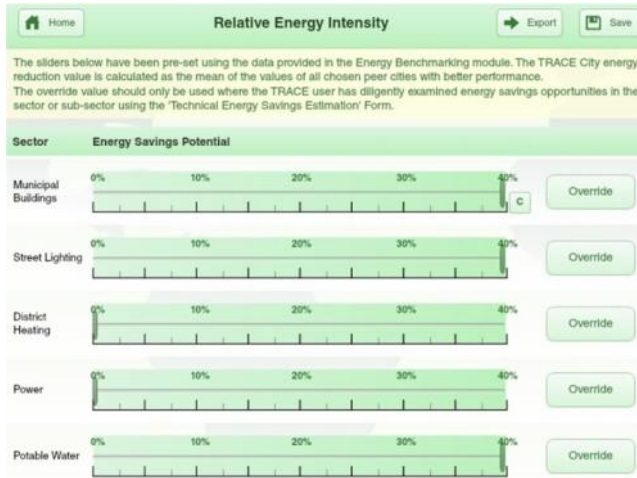 Home Relative Energy Intensity Export Save
The sliders below have been pre-set using the data provided in the Energy Benchmarking module. The TRACE City energy
reduction value is calculated as the mean of the values of all chosen peer cities with better performance.
The override value should only be used where the TRACE user has diligently examined energy savings opportunities in the
sector or sub-sector using the 'Technical Energy Savings Estimation' Form.
Sector Energy Savings Potential
0% 10% 20% 30% 40%
Municipal
Buildings
C Override
0% 10% 20% 30% 40%
Street Lighting Override
0% 10% 20% 30% 40%
District
Heating
Override
0% 10% 20% 30% 40%
Power Override
0% 10% 20% 30% 40%
Potable Water Override